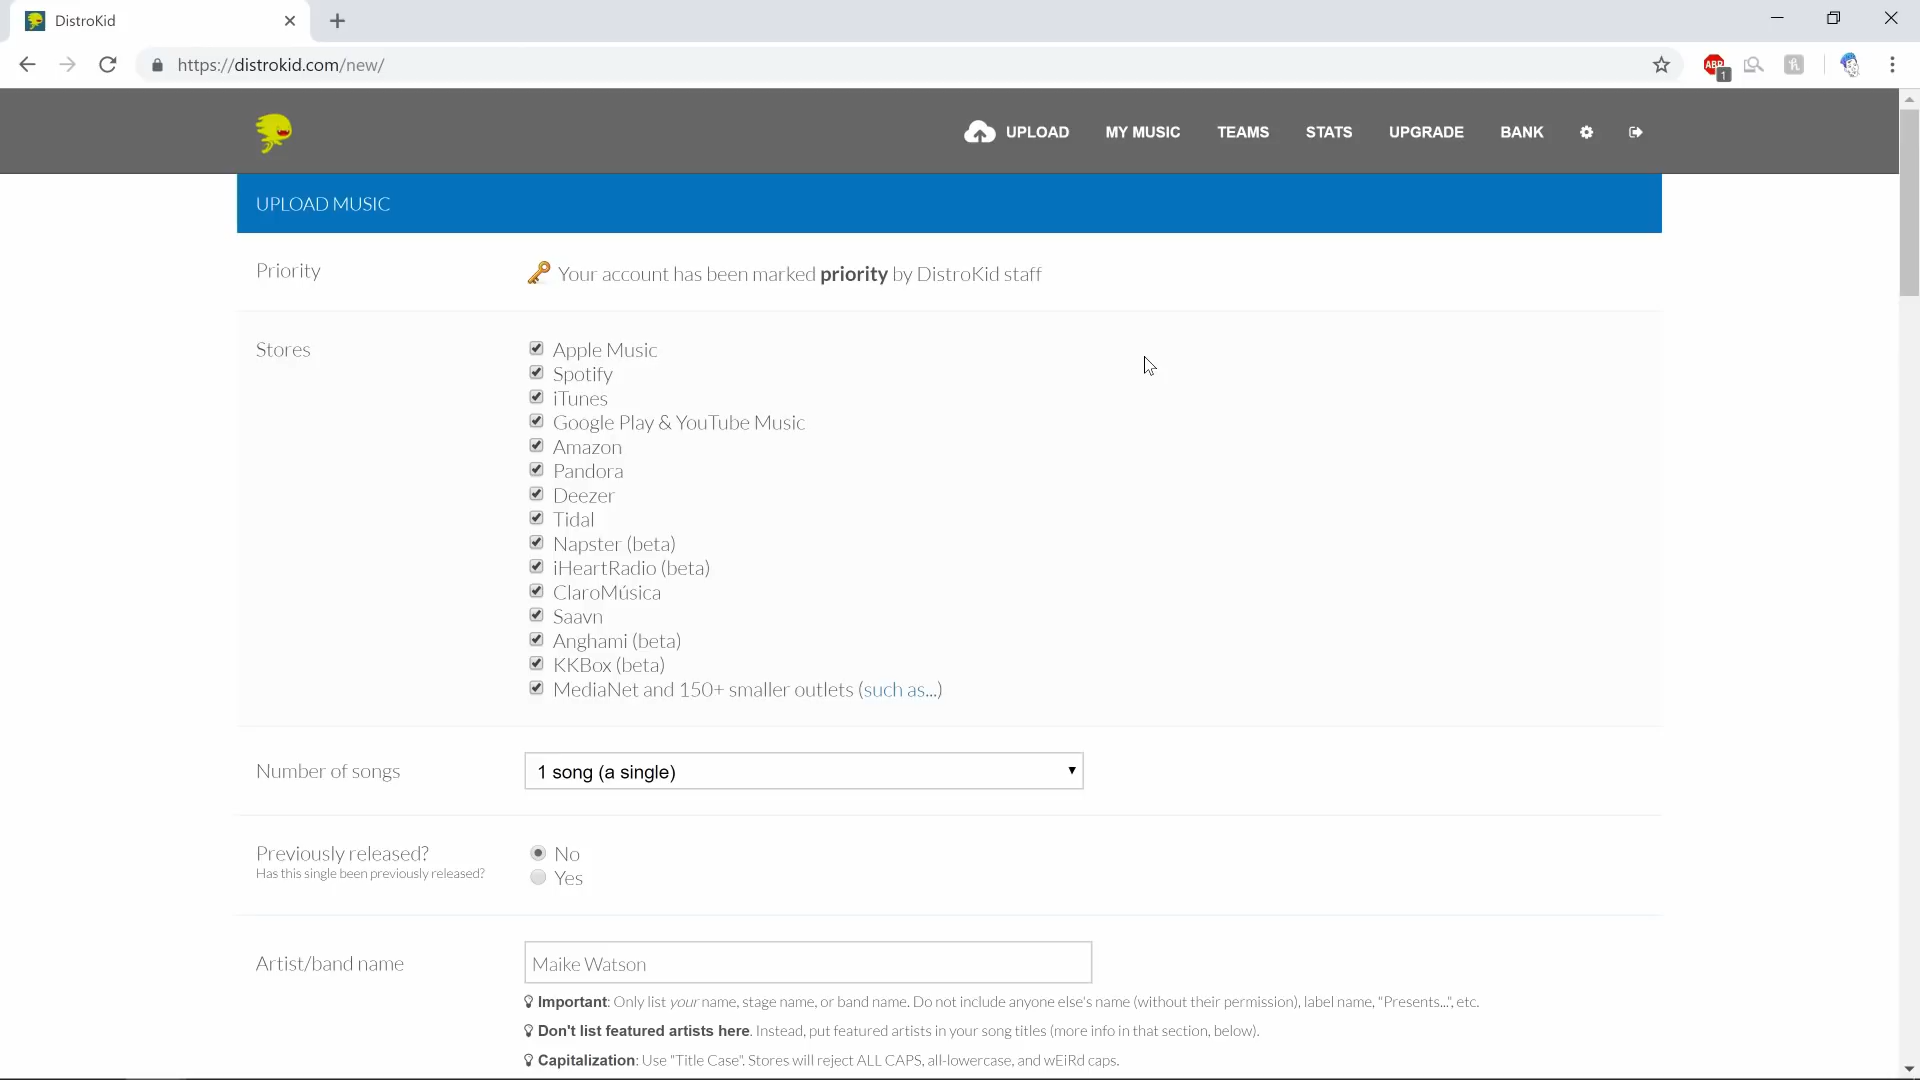 DistroKid
https://distrokid.com/new/
ABP
1
UPLOAD
MY MUSIC
TEAMS
STATS
UPGRADE
BANK
UPLOAD MUSIC
Priority
Your account has been marked priority by DistroKid staff
Stores
Apple Music
Spotify
iTunes
Google Play & YouTube Music
Amazon
Pandora
Deezer
Tidal
Napster (beta)
iHeartRadio (beta)
ClaroMúsica
Saavn
Anghami (beta)
KKBox (beta)
MediaNet and 150+ smaller outlets (such as...)
Number of songs
1 song (a single)
Previously released?
Has this single been previously released?
No
Yes
Artist/band name
Maike Watson
Important: Only list your name, stage name, or band name. Do not include anyone else's name (without their permission), label name, "Presents...", etc.
Don't list featured artists here. Instead, put featured artists in your song titles (more info in that section, below).
Capitalization: Use "Title Case". Stores will reject ALL CAPS, all-lowercase, and wEiRd caps.